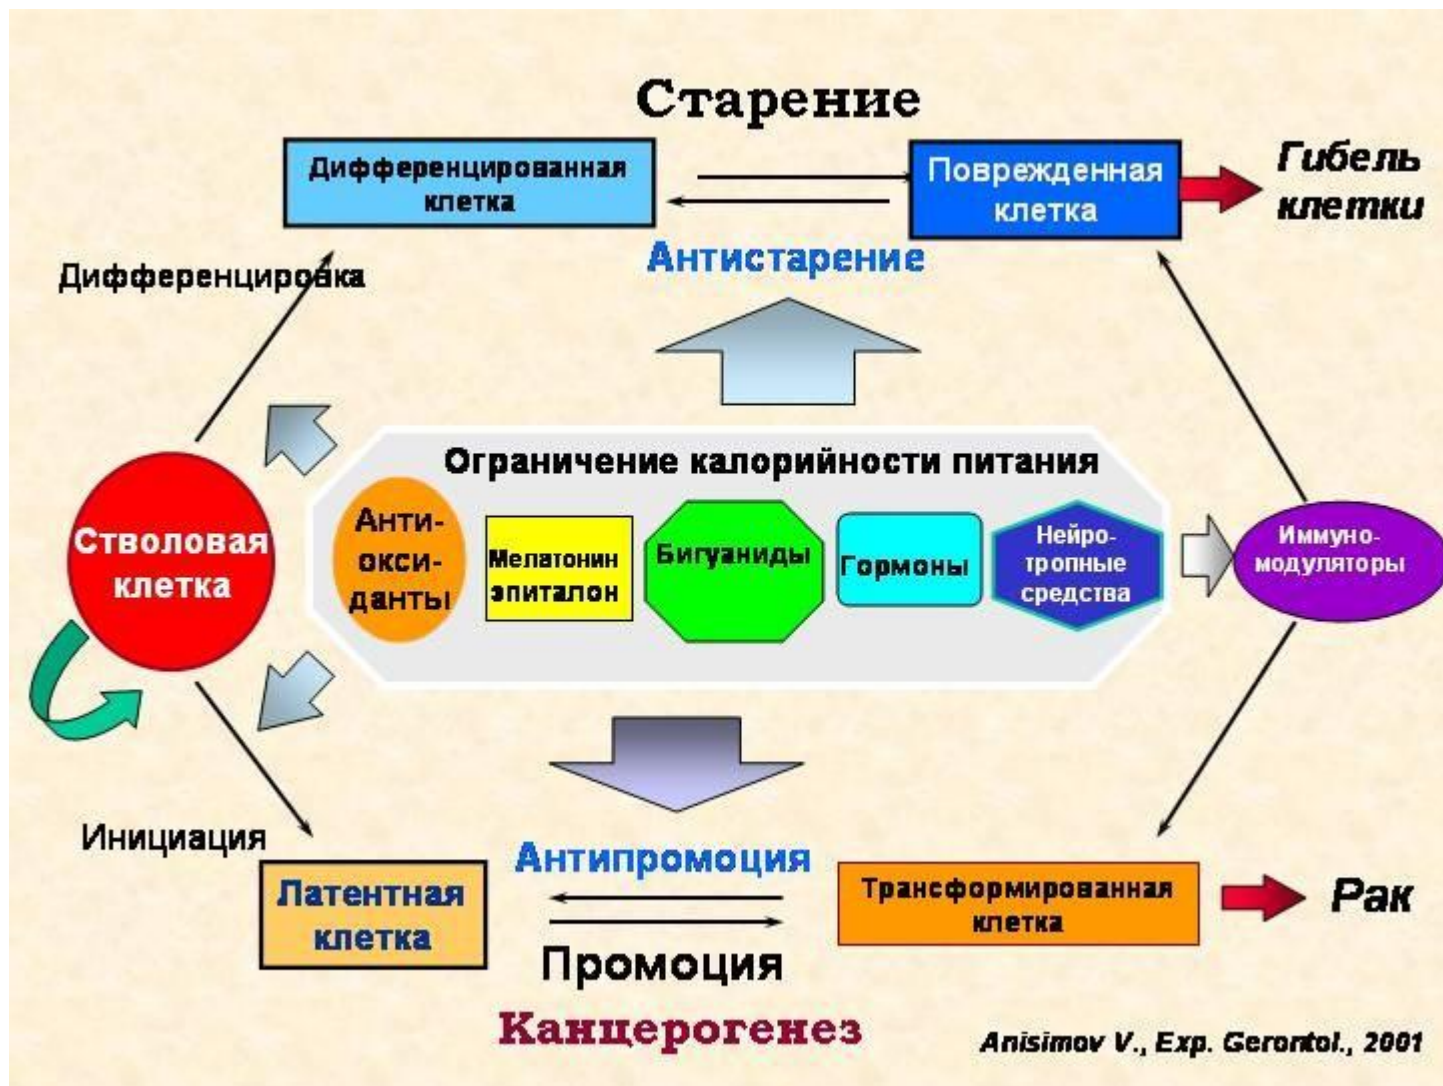 Старение
Дифференцированная
клетка
Поврежденная
клетка
Гибель
клетки
Антистарение
Дифференцировка
Ограничение калорийности питания
Стволовая
клетка
Анти-
окси-
данты
Мелатонин
эпиталон
Бигуаниды
Гормоны
Нейро-
тропные
средства
Иммуно-
модуляторы
Инициация
Латентная
клетка
Антипромоция
Промоция
Трансформированная
клетка
Рак
Канцерогенез
Anisimov V., Exp. Gerontol., 2001